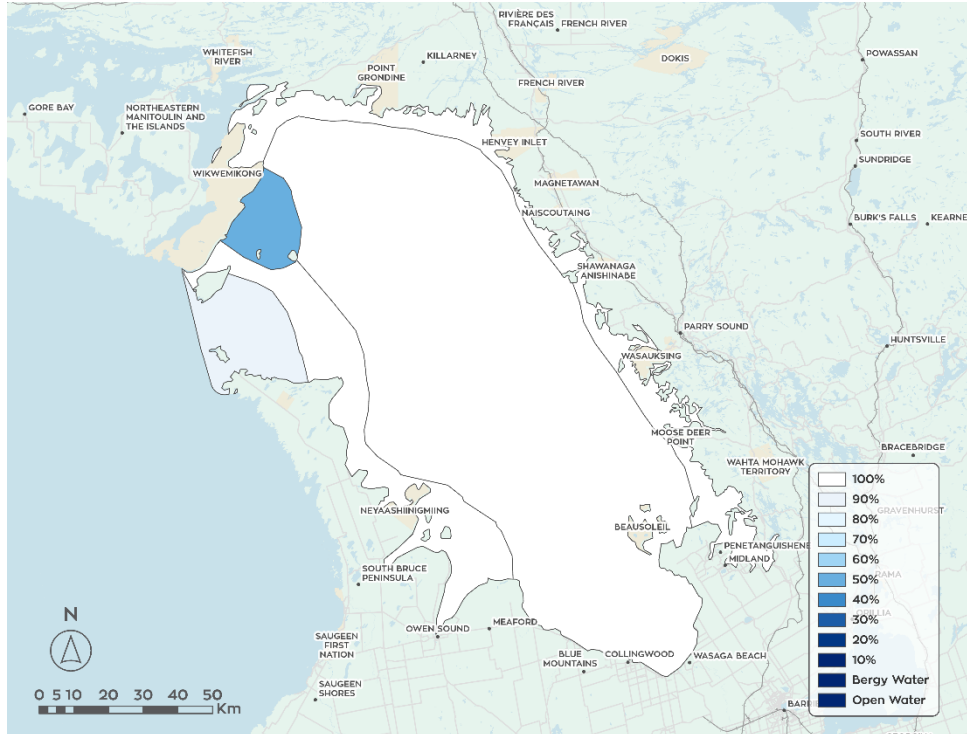 RIVIÈRE DES
FRANÇAIS
FRENCH RIVER
WHITEFISH
RIVER
KILLARNEY
POWASSAN
DOKIS
POINT
GRONDINE
FRENCH RIVER
GORE BAY
NORTHEASTERN
MANITOULIN AND
THE ISLANDS
SOUTH RIVER
HENVEY INLET
SUNDRIDGE
WIKWEMIKONG
MAGNETAWAN
NAISCOUTAING
BURK'S FALLS
KEARNE
SHAWANAGA
ANISHINABE
PARRY SOUND
HUNTSVILLE
WASAUKSING
MOOSE DEER
POINT
BRACEBRIDGE
WAHTA MOHAWK
TERRITORY
NEYAASHIINIGMIING
GRAVENHURST
BEAUSOLEIL
PENETANGUISHENE
MIDLAND
SOUTH BRUCE
PENINSULA
RAMA
ORILLIA
MEAFORD
OWEN SOUND
SAUGEEN
FIRST
NATION
BLUE
MOUNTAINS
COLLINGWOOD
WASAGA BEACH
SAUGEEN
SHORES
BARRI
100%
90%
80%
70%
60%
50%
40%
30%
20%
10%
Bergy Water
Open Water
N
0 5 10 20 30 40 50
Km